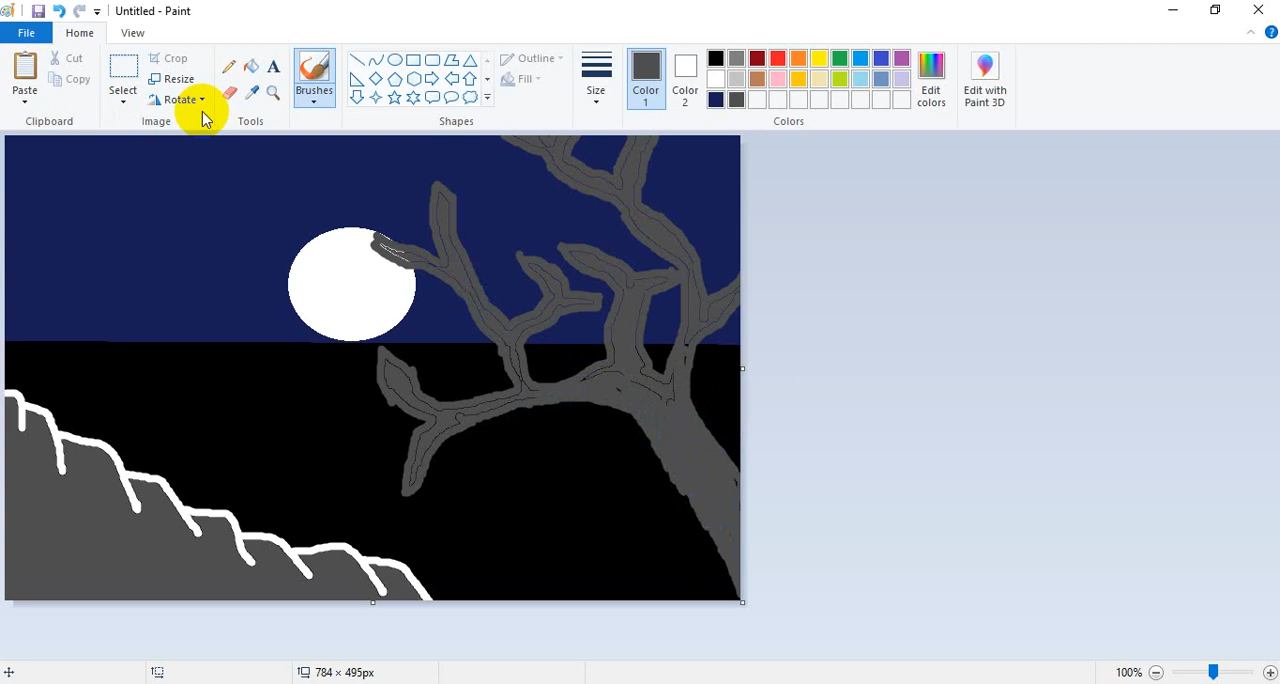 Untitled - Paint
File
Home
View
Paste
Cut
Copy
Clipboard
Select
Crop
Resize
Rotate
Image
A
Tools
Brushes
Outline
Fill
Shapes
Size
Color
1
Color
2
Edit
colors
Colors
Edit with
Paint 3D
784 × 495px
100%